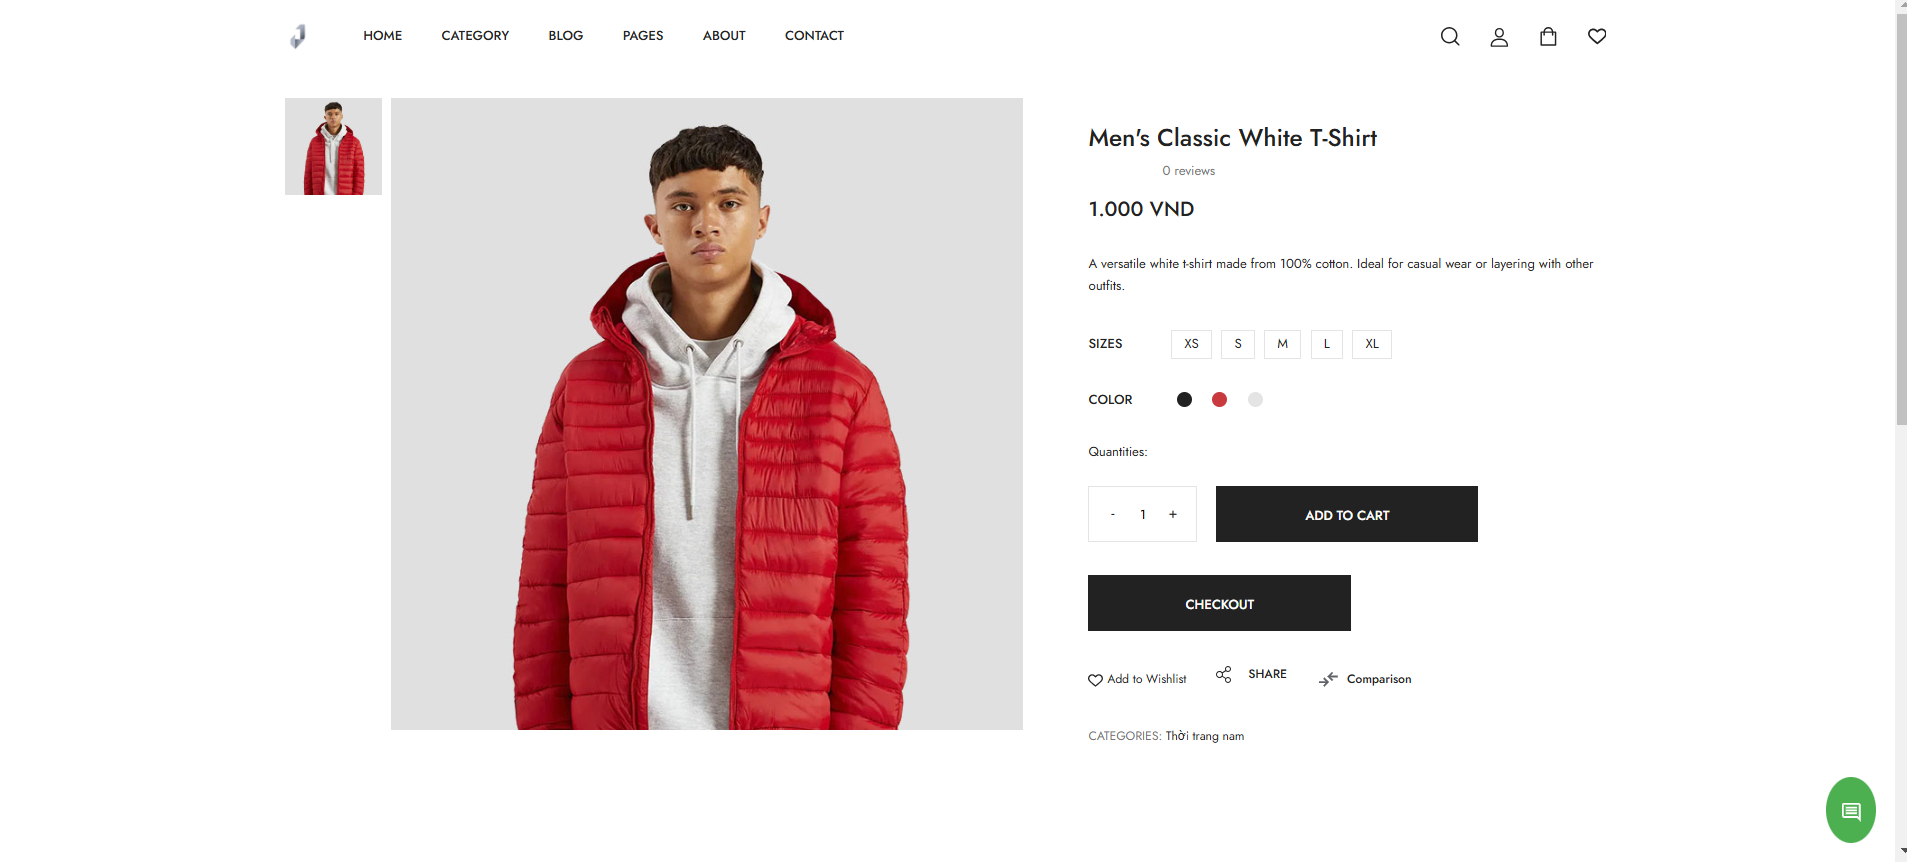 HOME CATEGORY BLOG PAGES ABOUT CONTACT
Men's Classic White T-Shirt
0 reviews
1.000 VND
A versatile white t-shirt made from 100% cotton. Ideal for casual wear or layering with other
outfits.
SIZES XS S M L XL
COLOR
Quantities:
- 1 + ADD TO CART
CHECKOUT
Add to Wishlist SHARE Comparison
CATEGORIES: Thời trang nam